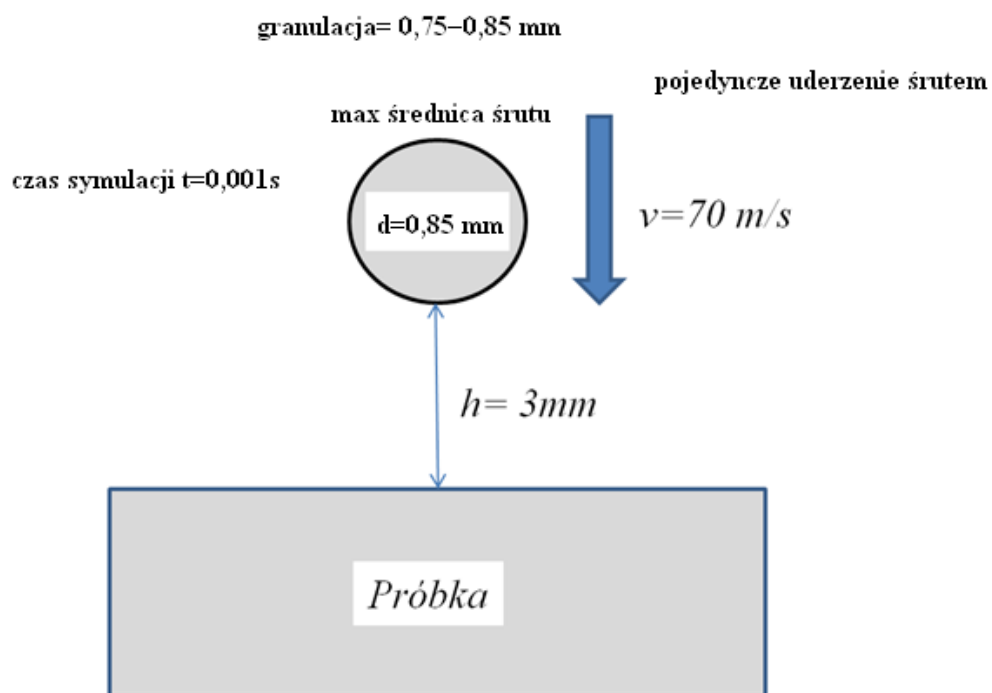 granulacja= 0,75–0,85 mm
pojedyncze uderzenie śrutem
max średnica śrutu
czas symulacji t=0,001s
d=0,85 mm
v=70 m/s
h= 3mm
Próbka